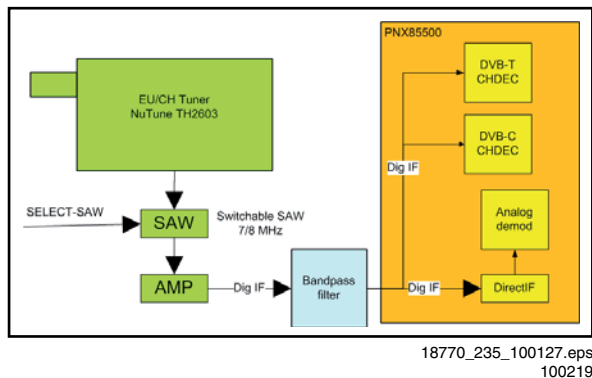 PNX85500
EU/CH Tuner
NuTune TH2603
DVB-T
CHDEC
DVB-C
CHDEC
Dig IF
SELECT-SAW
SAW
Switchable SAW
7/8 MHz
Analog
demod
AMP
Dig IF
Bandpass
filter
Dig IF
DirectIF
18770_235_100127.eps
100219